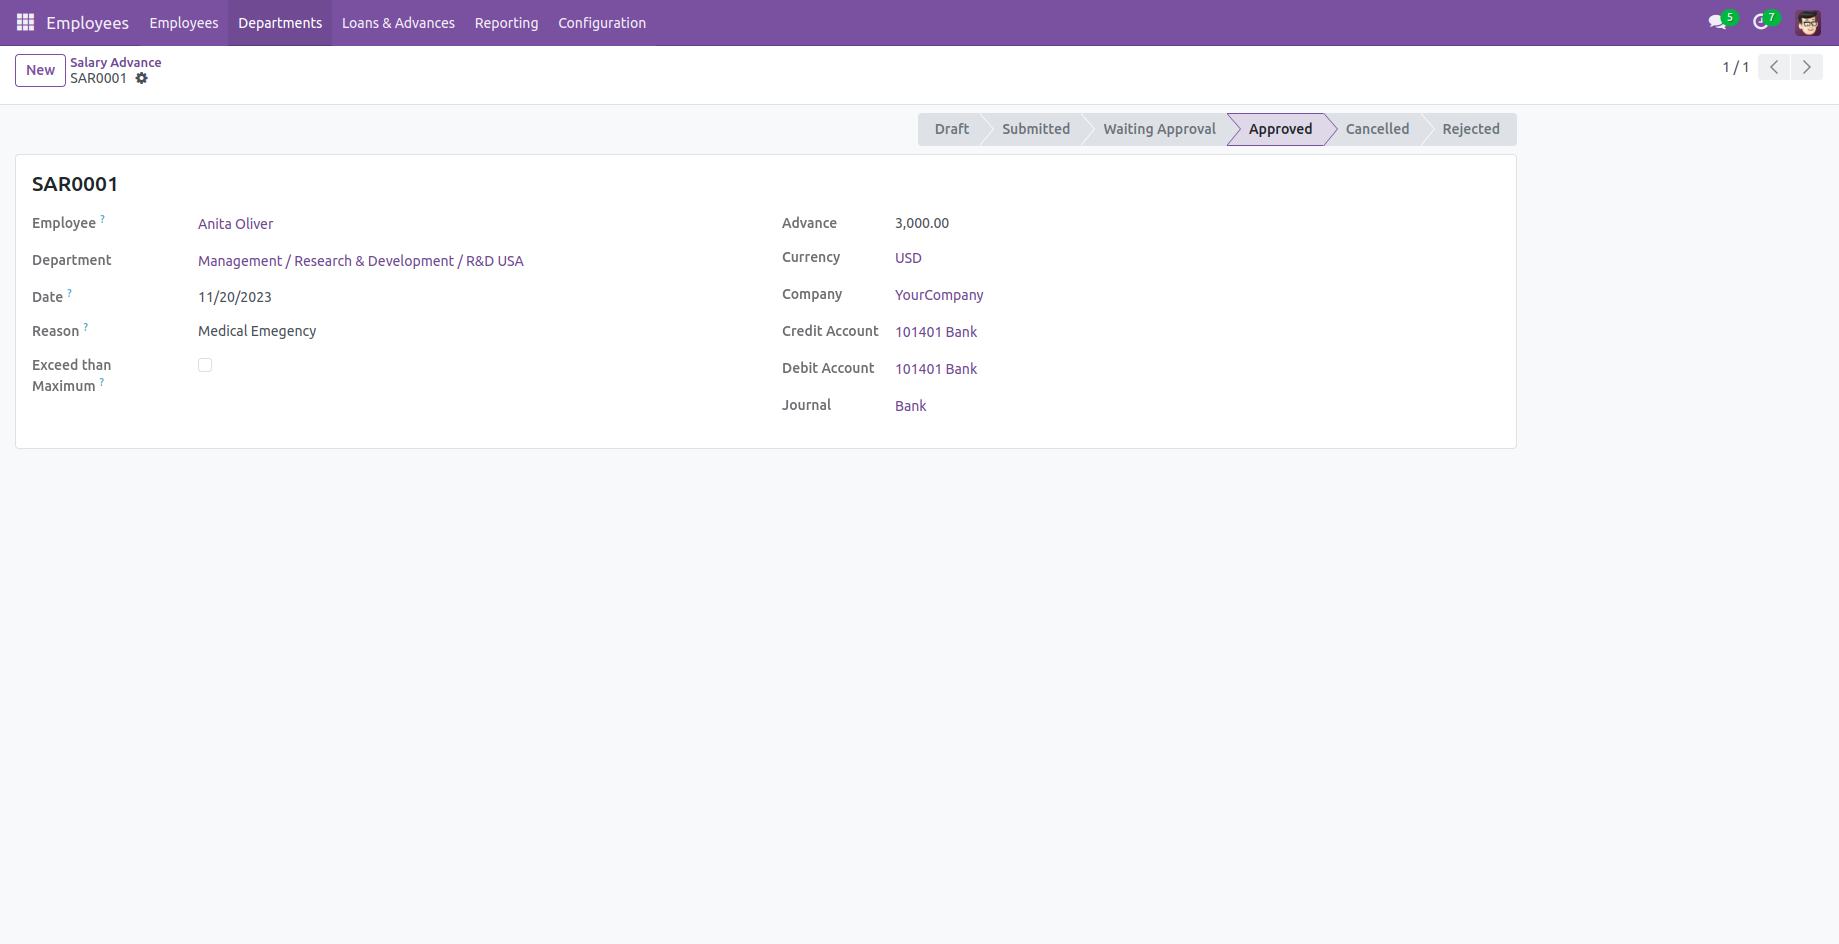 Employees Employees Departments Loans & Advances Reporting Configuration 5 7
New Salary Advance 1 / 1
SAR0001
Draft Submitted Waiting Approval Approved Cancelled Rejected
SAR0001
Employee ? Anita Oliver
Department Management / Research & Development / R&D USA
Date ? 11/20/2023
Reason ? Medical Emegency
Exceed than
Maximum ?
Advance 3,000.00
Currency USD
Company YourCompany
Credit Account 101401 Bank
Debit Account 101401 Bank
Journal Bank